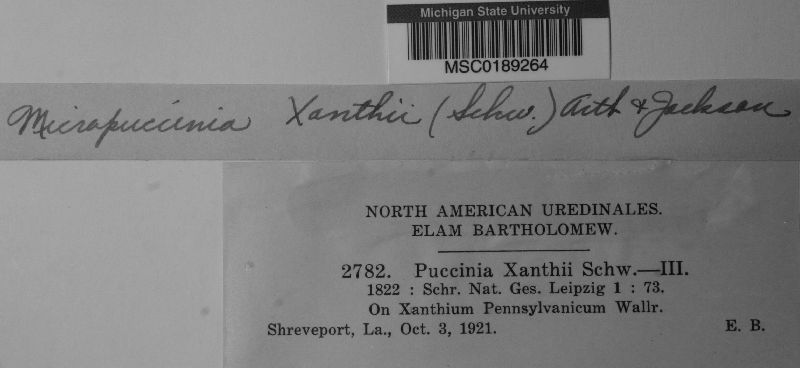 Michigan State University
MSC0189264
Micropuccinia Xanthii (Schw.) Arth & Jackson
NORTH AMERICAN UREDINALES.
ELAM BARTHOLOMEW.
2782. Puccinia Xanthii Schw.—III.
1822 : Schr. Nat. Ges. Leipzig 1 : 73.
On Xanthium Pennsylvanicum Wallr.
Shreveport, La., Oct. 3, 1921. E. B.